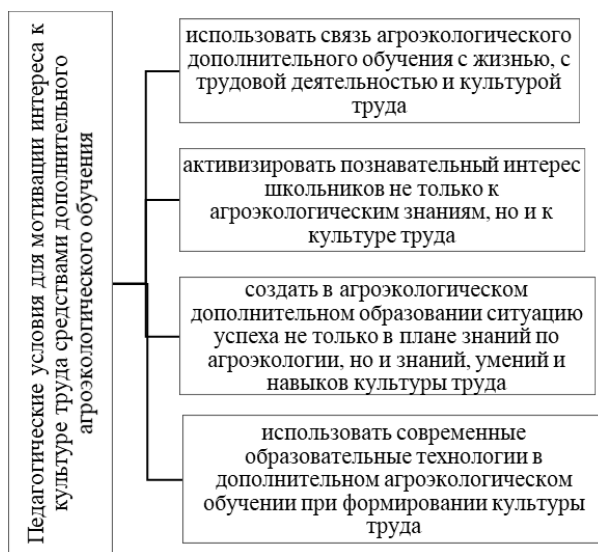 Педагогические условия для мотивации интереса к
культуре труда средствами дополнительного
агроэкологического обучения
использовать связь агроэкологического
дополнительного обучения с жизнью, с
трудовой деятельностью и культурой
труда
активизировать познавательный интерес
школьников не только к
агроэкологическим знаниям, но и к
культуре труда
создать в агроэкологическом
дополнительном образовании ситуацию
успеха не только в плане знаний по
агроэкологии, но и знаний, умений и
навыков культуры труда
использовать современные
образовательные технологии в
дополнительном агроэкологическом
обучении при формировании культуры
труда